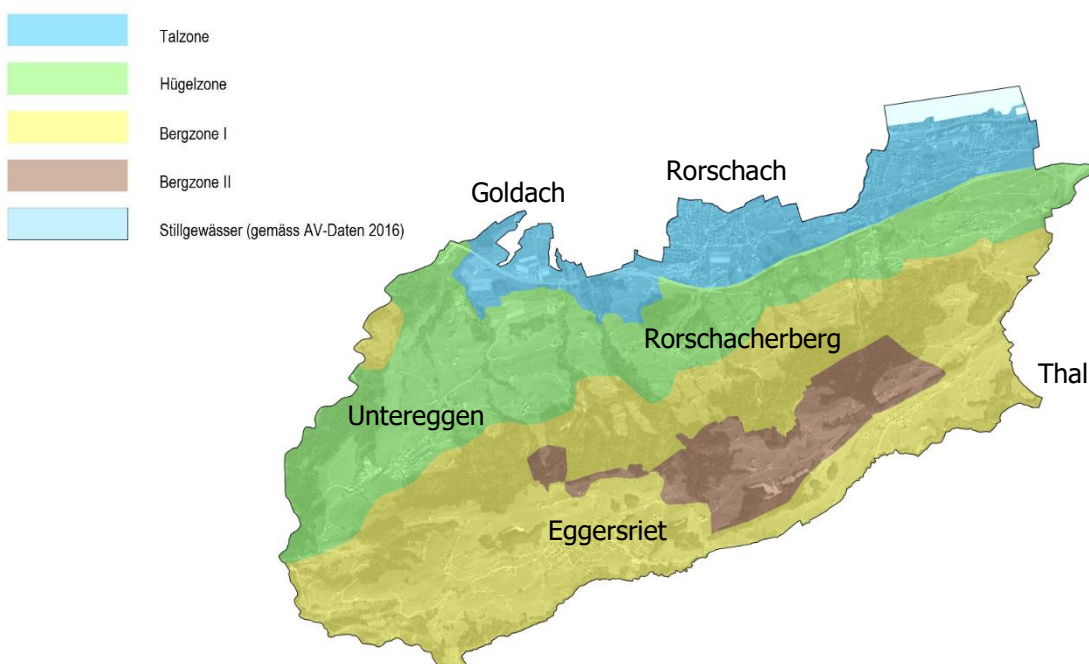 Talzone
Hügelzone
Bergzone I
Bergzone II
Stillgewässer (gemäss AV-Daten 2016)
Rorschach
Goldach
Rorschacherberg
Thal
Untereggen
Eggersriet